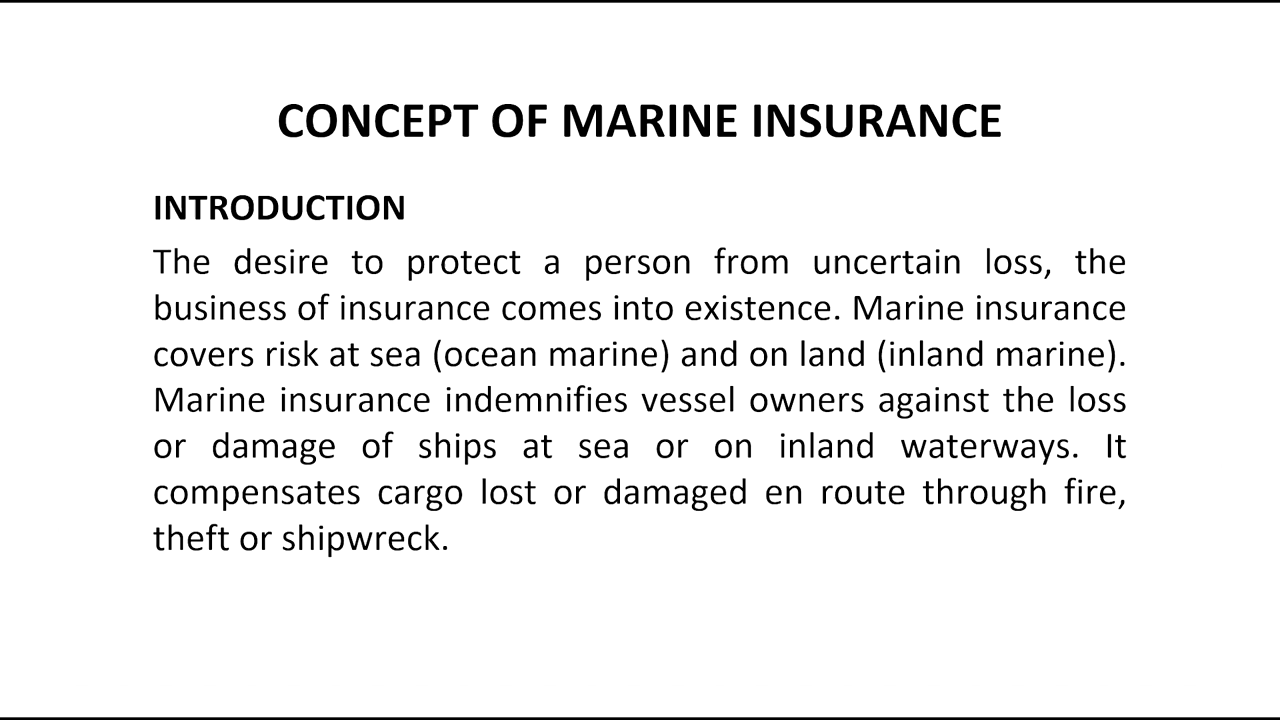 CONCEPT OF MARINE INSURANCE
INTRODUCTION
The desire to protect a person from uncertain loss, the
business of insurance comes into existence. Marine insurance
covers risk at sea (ocean marine) and on land (inland marine).
Marine insurance indemnifies vessel owners against the loss
or damage of ships at sea or on inland waterways. It
compensates cargo lost or damaged en route through fire,
theft or shipwreck.